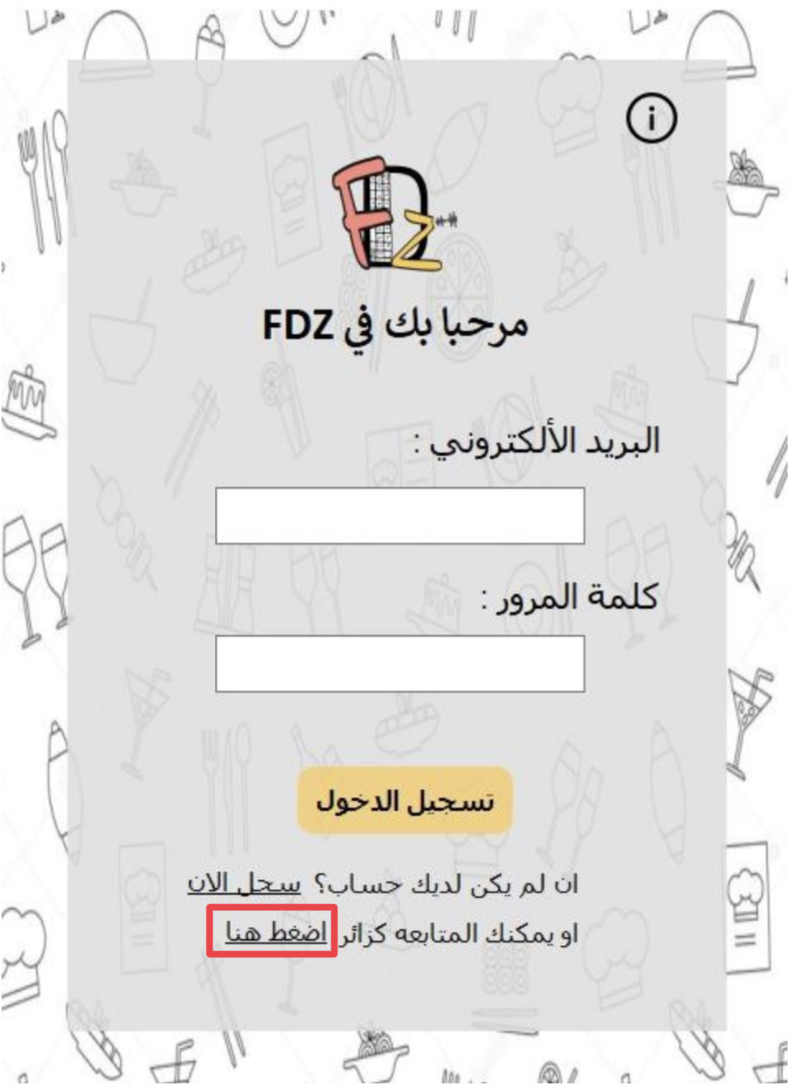 i
FDZ
مرحبا بك في FDZ
البريد الألكتروني :
كلمة المرور :
تسجيل الدخول
ان لم يكن لديك حساب؟ سجل الان
او يمكنك المتابعه كزائر اضغط هنا